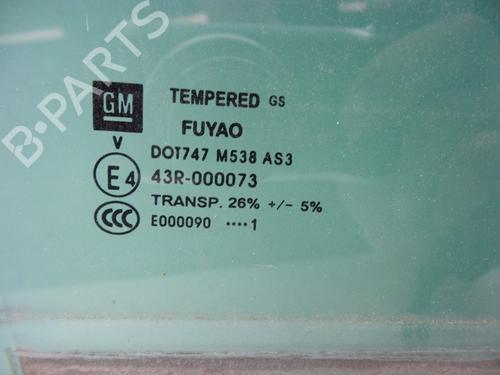 B-PARTS
GM TEMPERED GS
V FUYAO
DOT747 M538 AS3
E4 43R-000073
TRANSP. 26% +/- 5%
CCC E000090 ····1